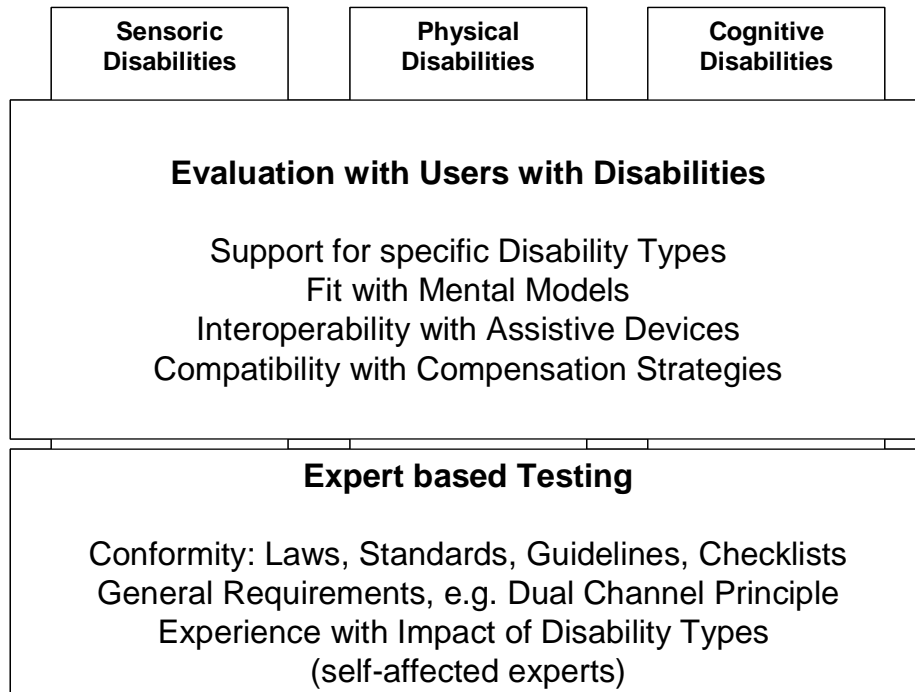 Sensoric
Disabilities
Physical
Disabilities
Cognitive
Disabilities
Evaluation with Users with Disabilities
Support for specific Disability Types
Fit with Mental Models
Interoperability with Assistive Devices
Compatibility with Compensation Strategies
Expert based Testing
Conformity: Laws, Standards, Guidelines, Checklists
General Requirements, e.g. Dual Channel Principle
Experience with Impact of Disability Types
(self-affected experts)